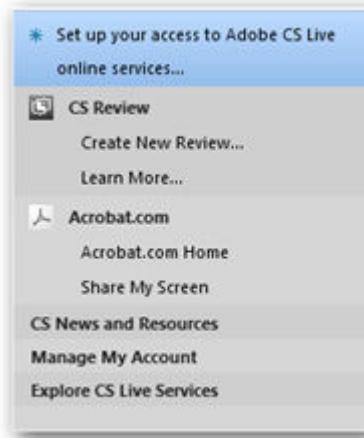 Set up your access to Adobe CS Live
online services...
CS Review
Create New Review...
Learn More...
Acrobat.com
Acrobat.com Home
Share My Screen
CS News and Resources
Manage My Account
Explore CS Live Services